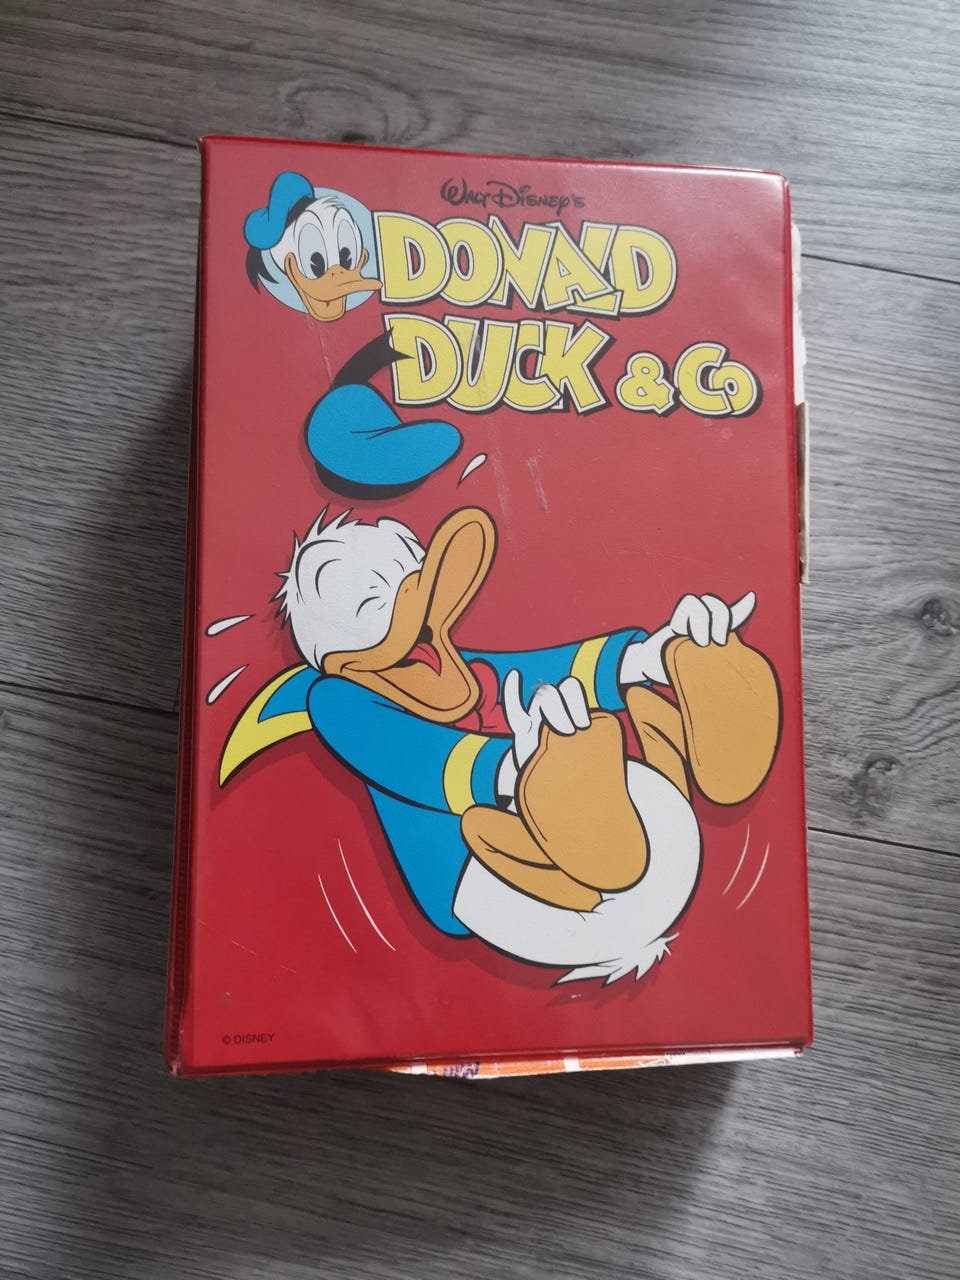 WALT DISNEY'S
DONALD
DUCK & Co
© DISNEY